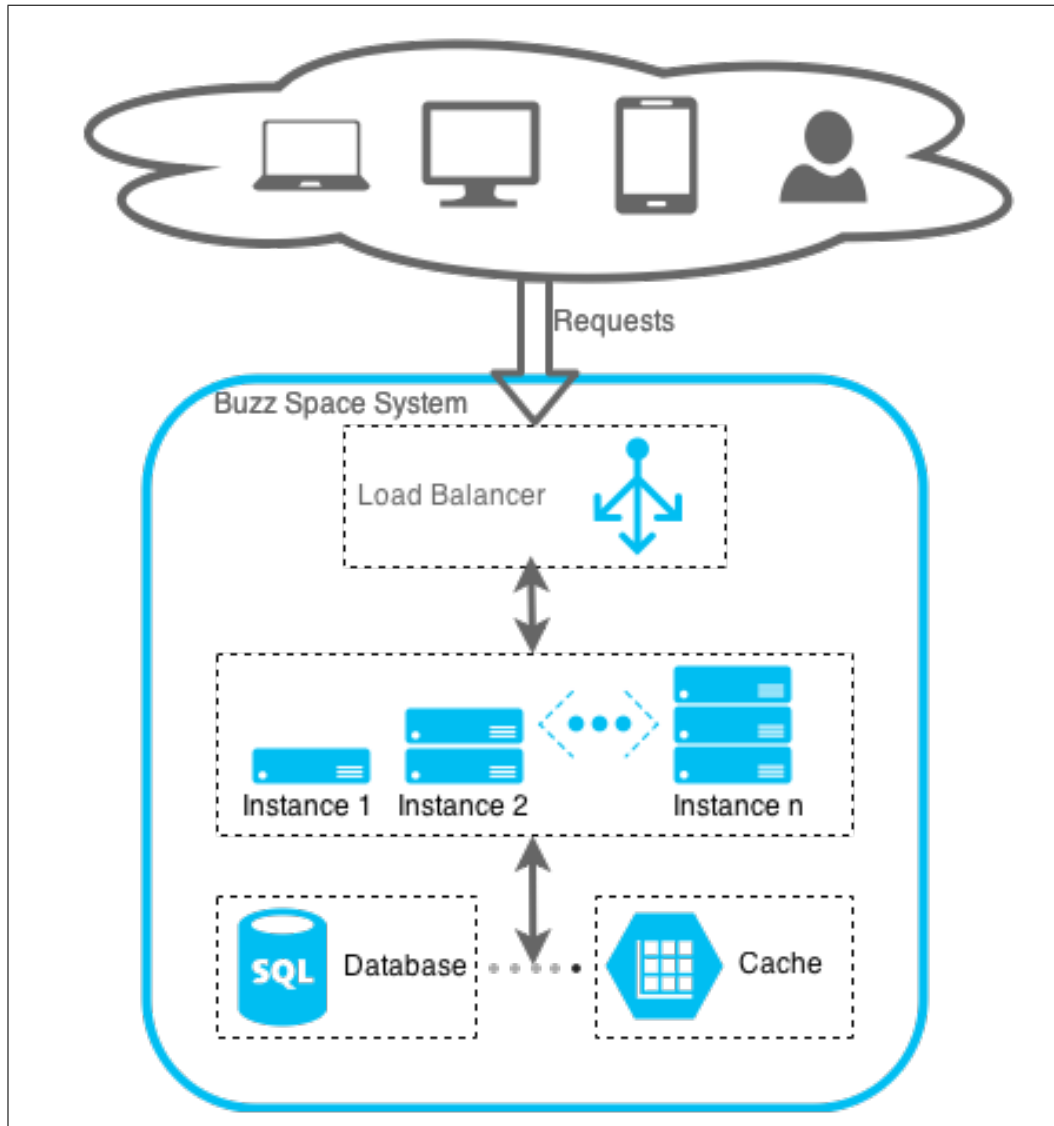 Requests
Buzz Space System
Load Balancer
Instance 1
Instance 2
Instance n
SQL
Database
Cache